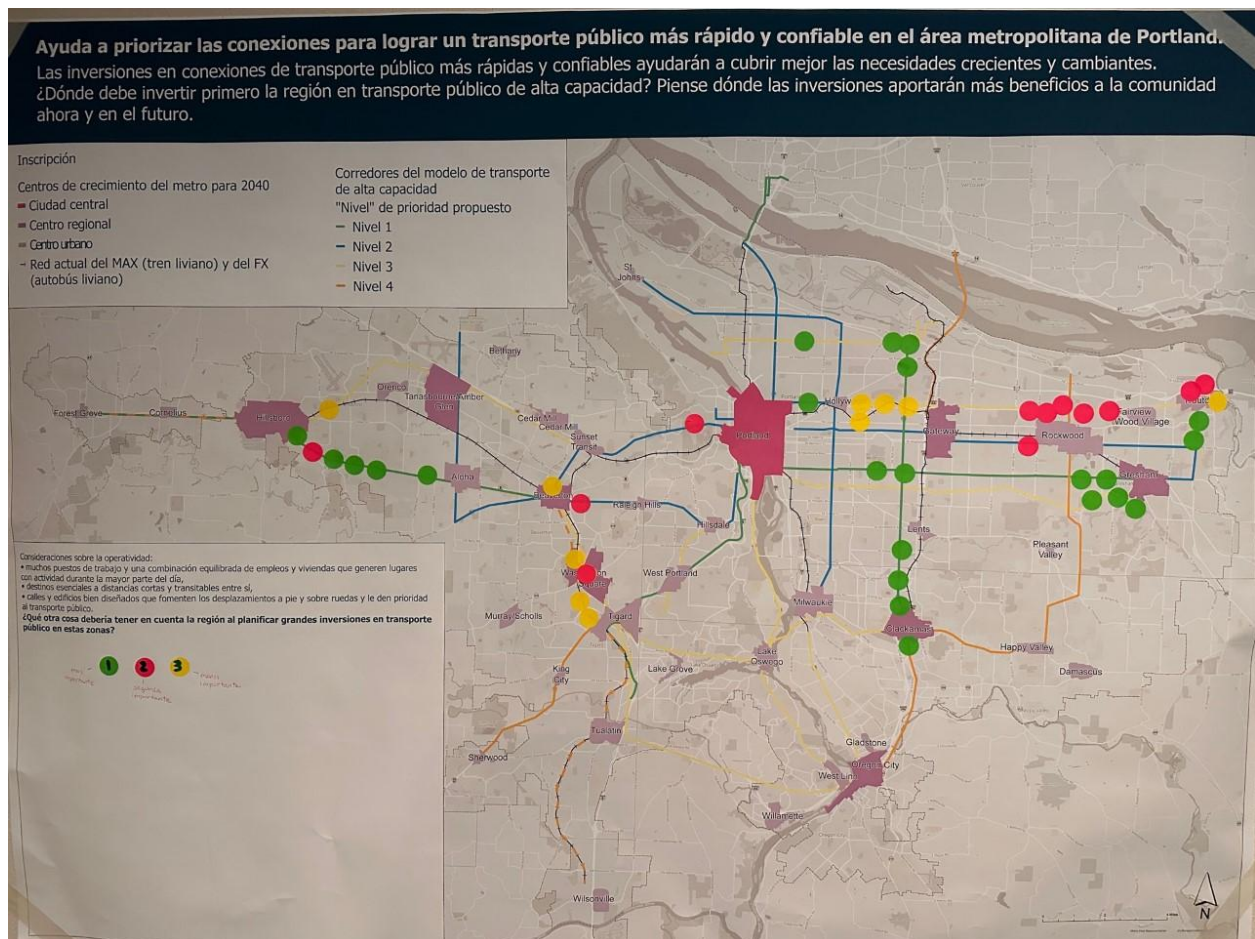 Ayuda a priorizar las conexiones para lograr un transporte público más rápido y confiable en el área metropolitana de Portland.
Las inversiones en conexiones de transporte público más rápidas y confiables ayudarán a cubrir mejor las necesidades crecientes y cambiantes.
¿Dónde debe invertir primero la región en transporte público de alta capacidad? Piense dónde las inversiones aportarán más beneficios a la comunidad
ahora y en el futuro.
Inscripción
Centros de crecimiento del metro para 2040
Ciudad central
Centro regional
Centro urbano
Red actual del MAX (tren liviano) y del FX
(autobús liviano)
Corredores del modelo de transporte
de alta capacidad
"Nivel" de prioridad propuesto
Nivel 1
Nivel 2
Nivel 3
Nivel 4
St.
Johns
Bethany
Orenco
Forest Grove
Cornelius
Hillsboro
Cedar Mill
Cedar Mill
Sunset
Transit
Portland
Gateway
Fairview
Wood Village
Rockwood
Aloha
Raleigh Hills
Hillsdale
Lents
Pleasant
Valley
West Portland
Murray Scholls
Tigard
Milwaukie
Clackamas
Happy Valley
Damascus
King
City
Lake Grove
Lake
Oswego
Tualatin
Sherwood
Gladstone
Oregon City
West Linn
Willamette
Wilsonville
N
Consideraciones sobre la operatividad:
• muchos puestos de trabajo y una combinación equilibrada de empleos y viviendas que generen lugares
con actividad durante la mayor parte del día,
• destinos esenciales a distancias cortas y transitables entre sí,
• calles y edificios bien diseñados que fomenten los desplazamientos a pie y sobre ruedas y le den prioridad
al transporte público.
¿Qué otra cosa debería tener en cuenta la región al planificar grandes inversiones en transporte
público en estas zonas?
1 2 3